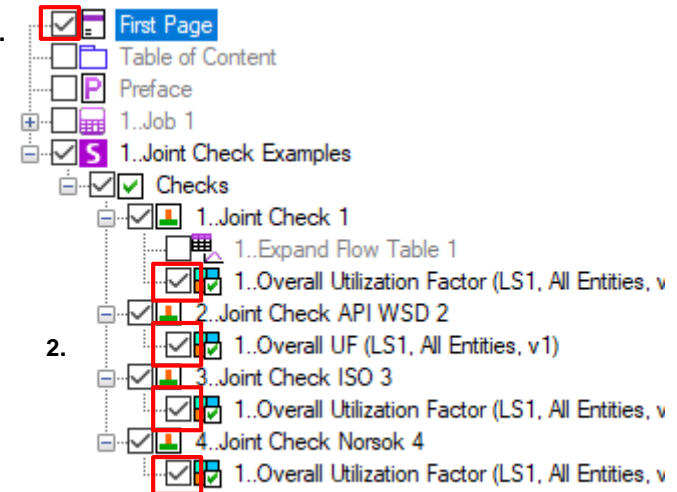 First Page
Table of Content
P Preface
1..Job 1
S 1..Joint Check Examples
Checks
1..Joint Check 1
1..Expand Flow Table 1
1..Overall Utilization Factor (LS1, All Entities, v
2..Joint Check API WSD 2
2. 1..Overall UF (LS1, All Entities, v1)
3..Joint Check ISO 3
1..Overall Utilization Factor (LS1, All Entities, v
4..Joint Check Norsok 4
1..Overall Utilization Factor (LS1, All Entities, v